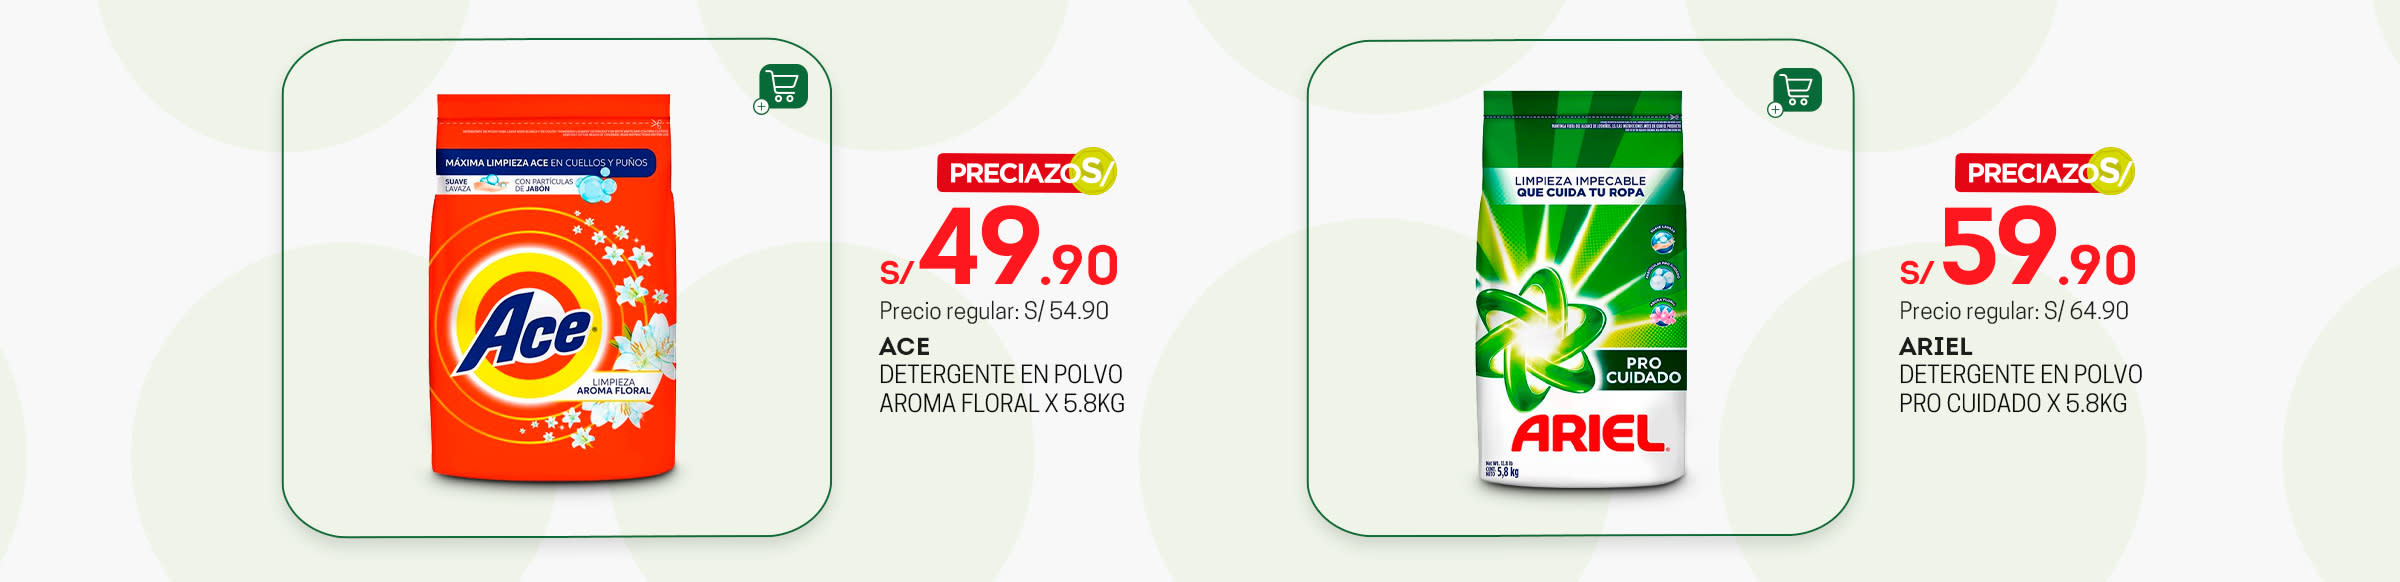 MÁXIMA LIMPIEZA ACE EN CUELLOS Y PUÑOS
SUAVE
LAVAZA
CON PARTÍCULAS
DE JABÓN
Ace
LIMPIEZA
AROMA FLORAL
PRECIAZOS/
S/ 49.90
Precio regular: S/ 54.90
ACE
DETERGENTE EN POLVO
AROMA FLORAL X 5.8KG
LIMPIEZA IMPECABLE
QUE CUIDA TU ROPA
PRO
CUIDADO
ARIEL
5,8 kg
PRECIAZOS/
S/ 59.90
Precio regular: S/ 64.90
ARIEL
DETERGENTE EN POLVO
PRO CUIDADO X 5.8KG